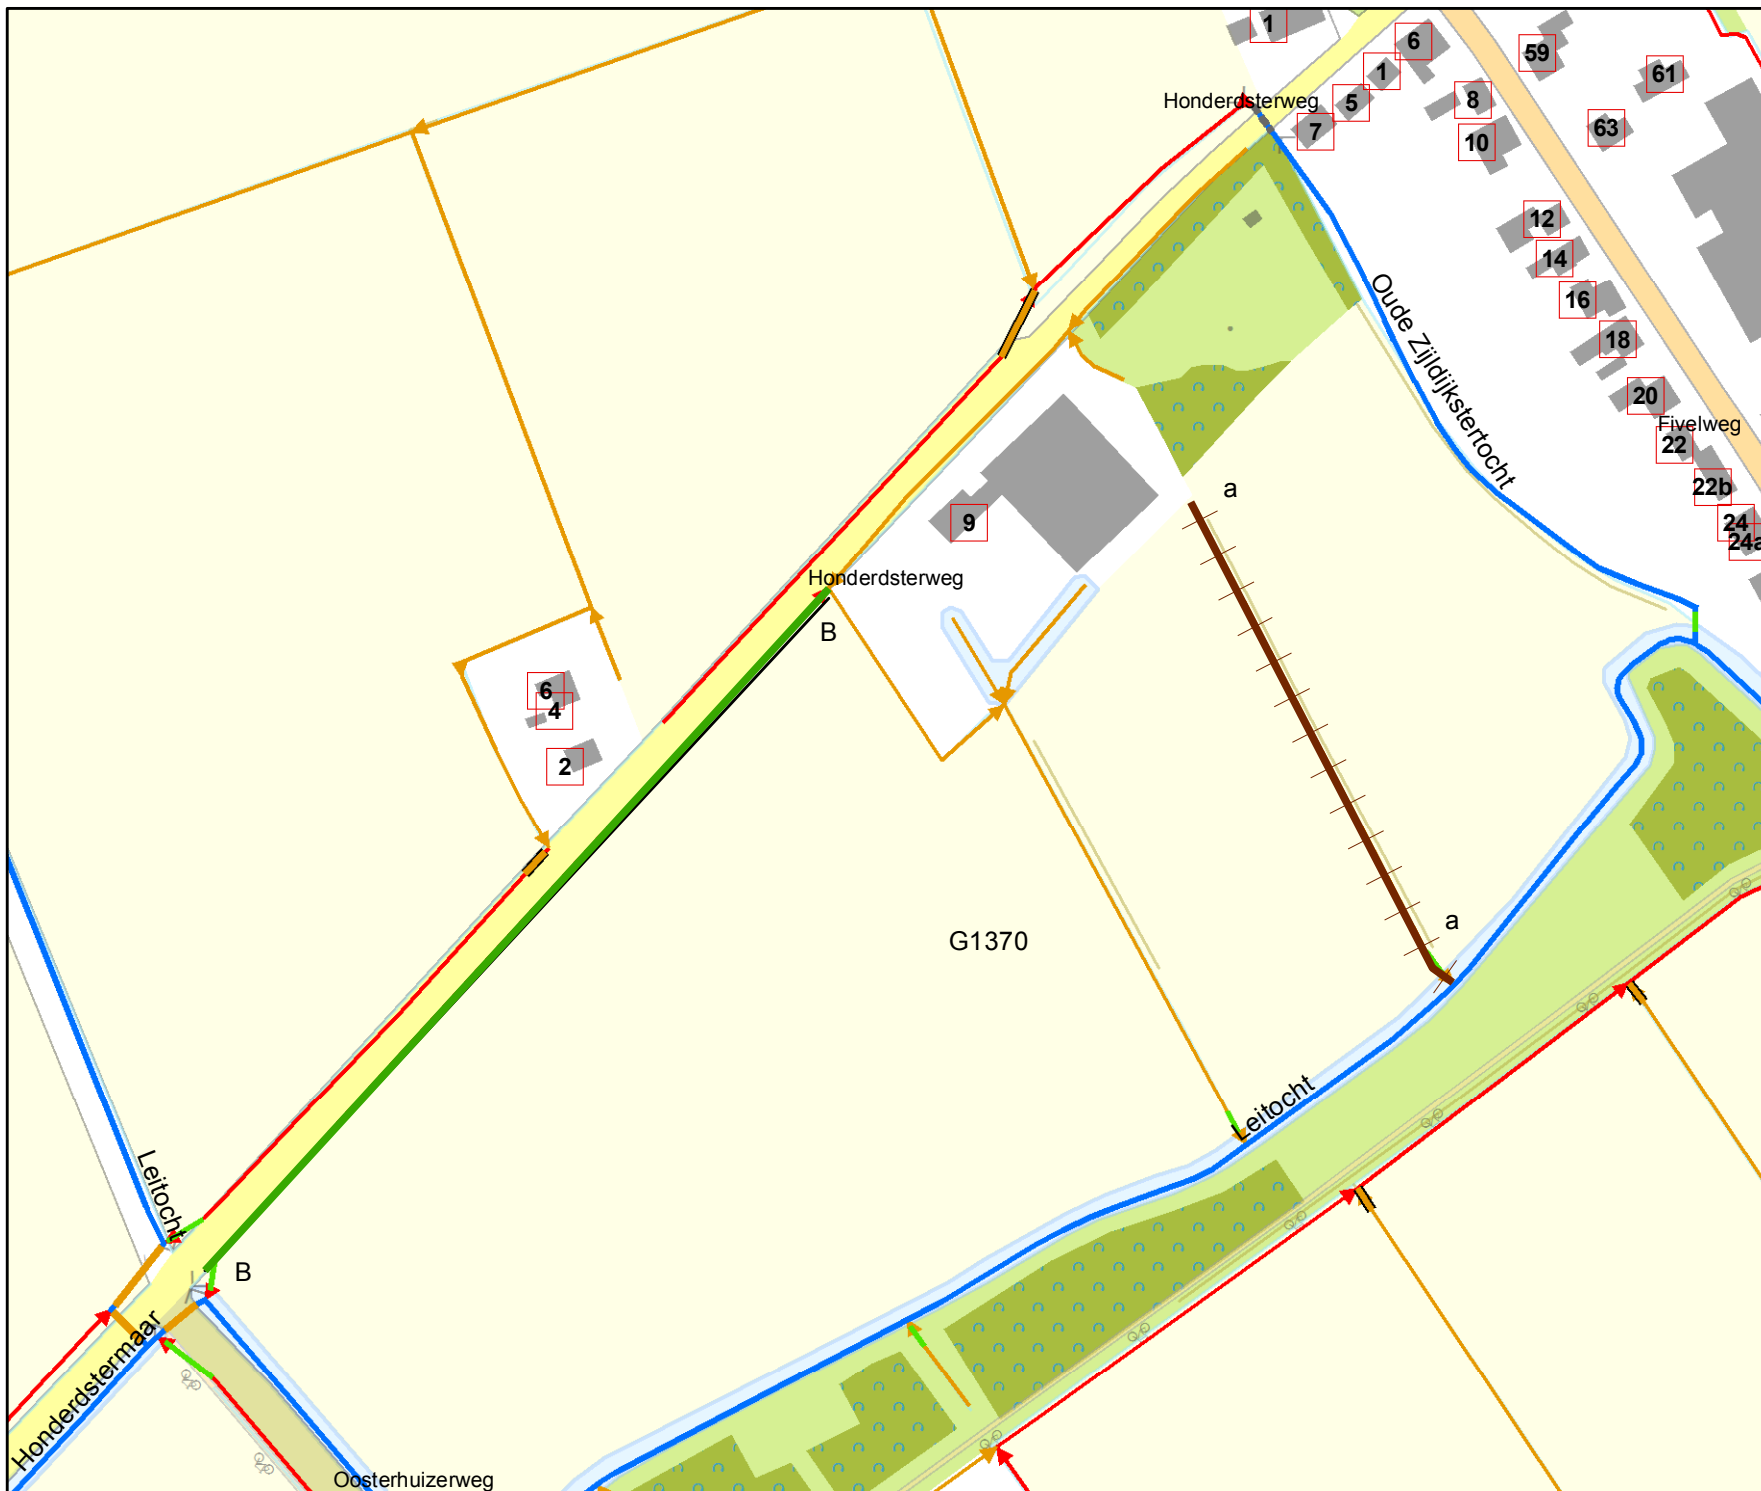 1
6
59
1
61
Honderdsterweg
5
8
7
63
10
12
14
Oude Zijldijkstertocht
16
18
20
Fivelweg
22
a
22b
9
24
24a
Honderdsterweg
B
6
4
2
a
G1370
Leitocht
Leitocht
B
Honderdstermaar
Oosterhuizerweg